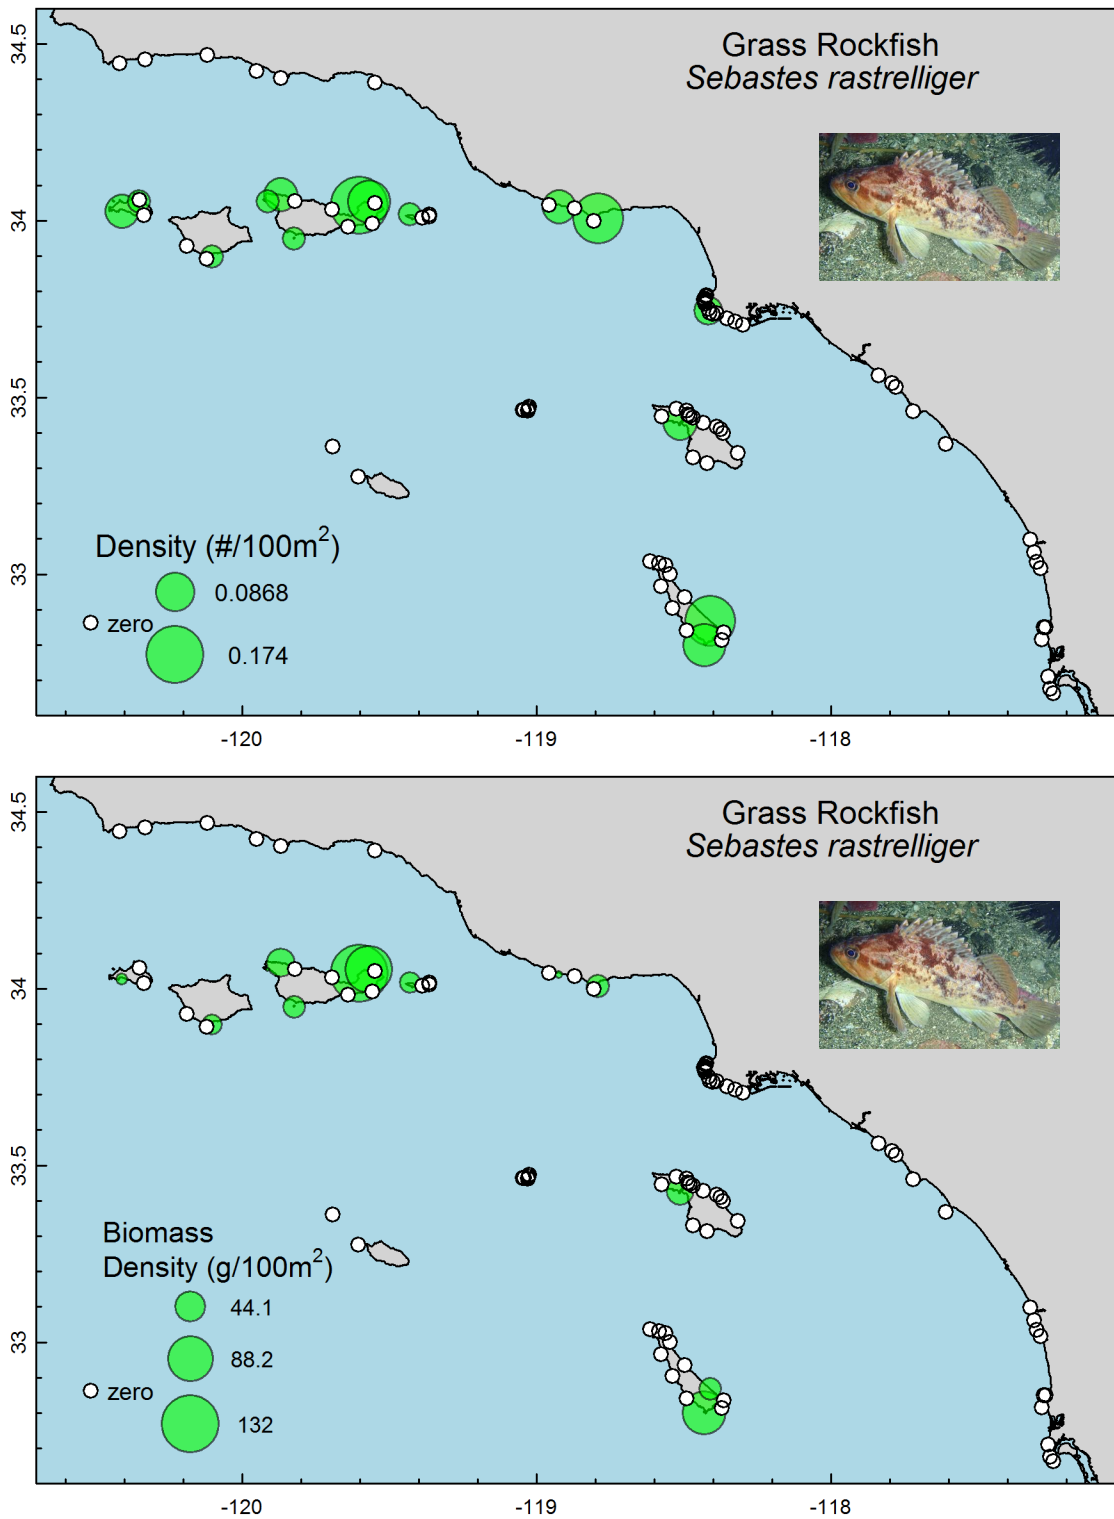 Grass Rockfish
Sebastes rastrelliger
34.5
34
33.5
33
Density (#/100m²)
0.0868
zero
0.174
-120
-119
-118
Grass Rockfish
Sebastes rastrelliger
34.5
34
33.5
33
Biomass
Density (g/100m²)
44.1
88.2
zero
132
-120
-119
-118